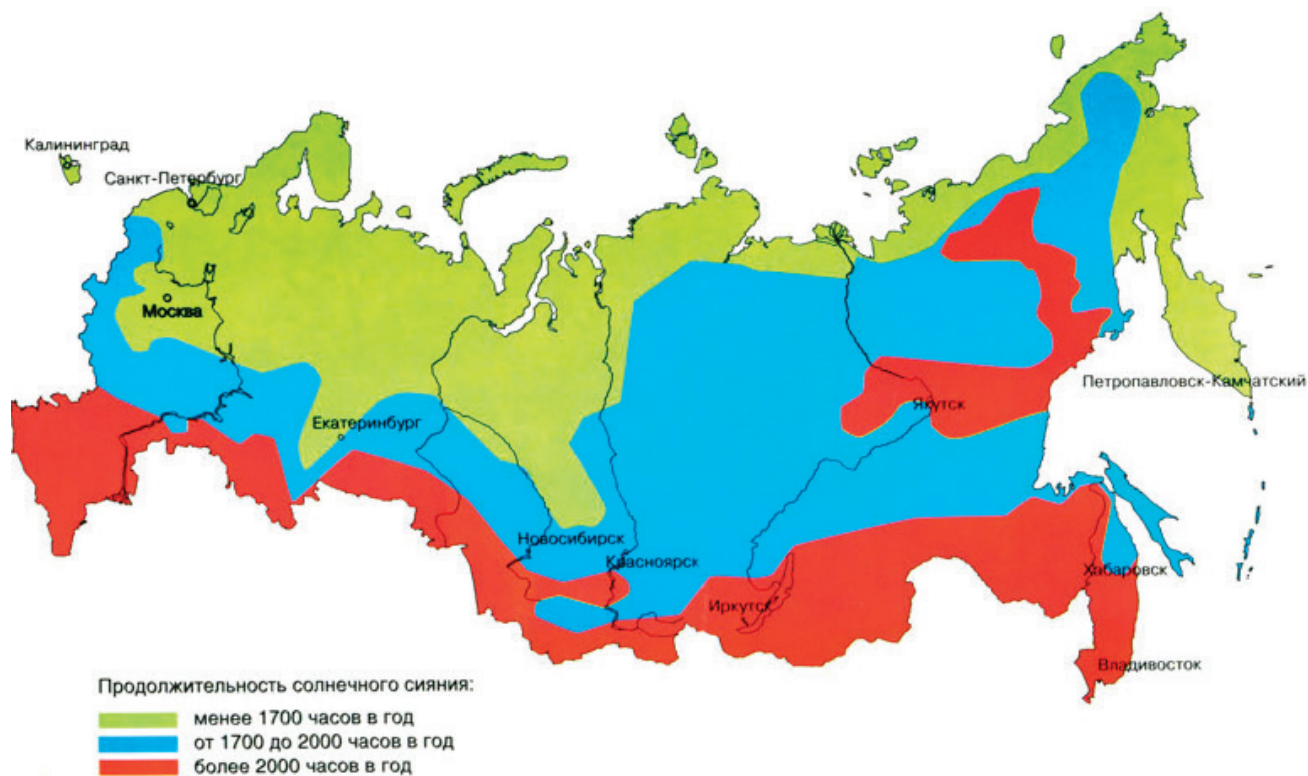 Калининград
Санкт-Петербург
Москва
Екатеринбург
Новосибирск
Красноярск
Иркутск
Якутск
Петропавловск-Камчатский
Хабаровск
Владивосток
Продолжительность солнечного сияния:
менее 1700 часов в год
от 1700 до 2000 часов в год
более 2000 часов в год